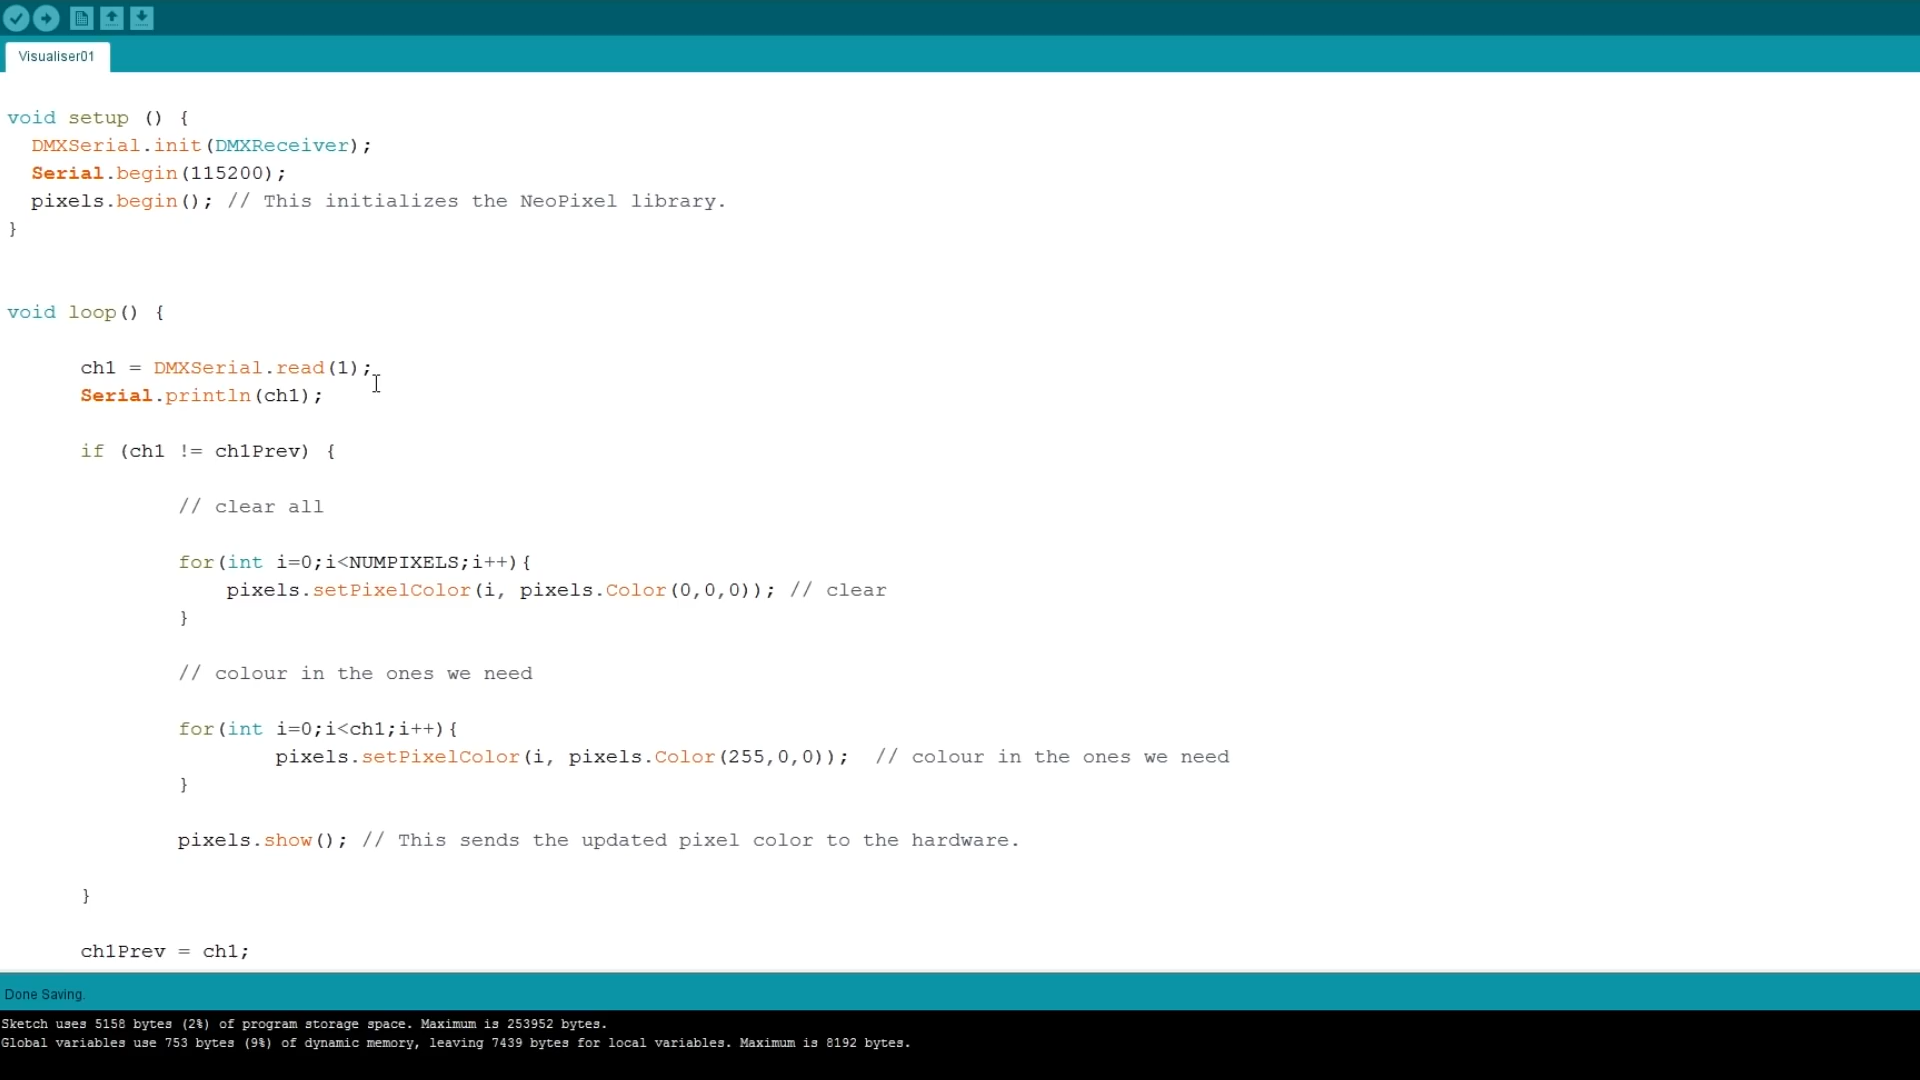 Visualiser01
void setup () {
DMXSerial.init(DMXReceiver);
Serial.begin(115200);
pixels.begin(); // This initializes the NeoPixel library.
}
void loop() {
ch1 = DMXSerial.read(1);
Serial.println(ch1);
if (ch1 != ch1Prev) {
// clear all
for(int i=0;i<NUMPIXELS;i++){
pixels.setPixelColor(i, pixels.Color(0,0,0)); // clear
}
// colour in the ones we need
for(int i=0;i<ch1;i++){
pixels.setPixelColor(i, pixels.Color(255,0,0));  // colour in the ones we need
}
pixels.show(); // This sends the updated pixel color to the hardware.
}
ch1Prev = ch1;
Done Saving.
Sketch uses 5158 bytes (2%) of program storage space. Maximum is 253952 bytes.
Global variables use 753 bytes (9%) of dynamic memory, leaving 7439 bytes for local variables. Maximum is 8192 bytes.